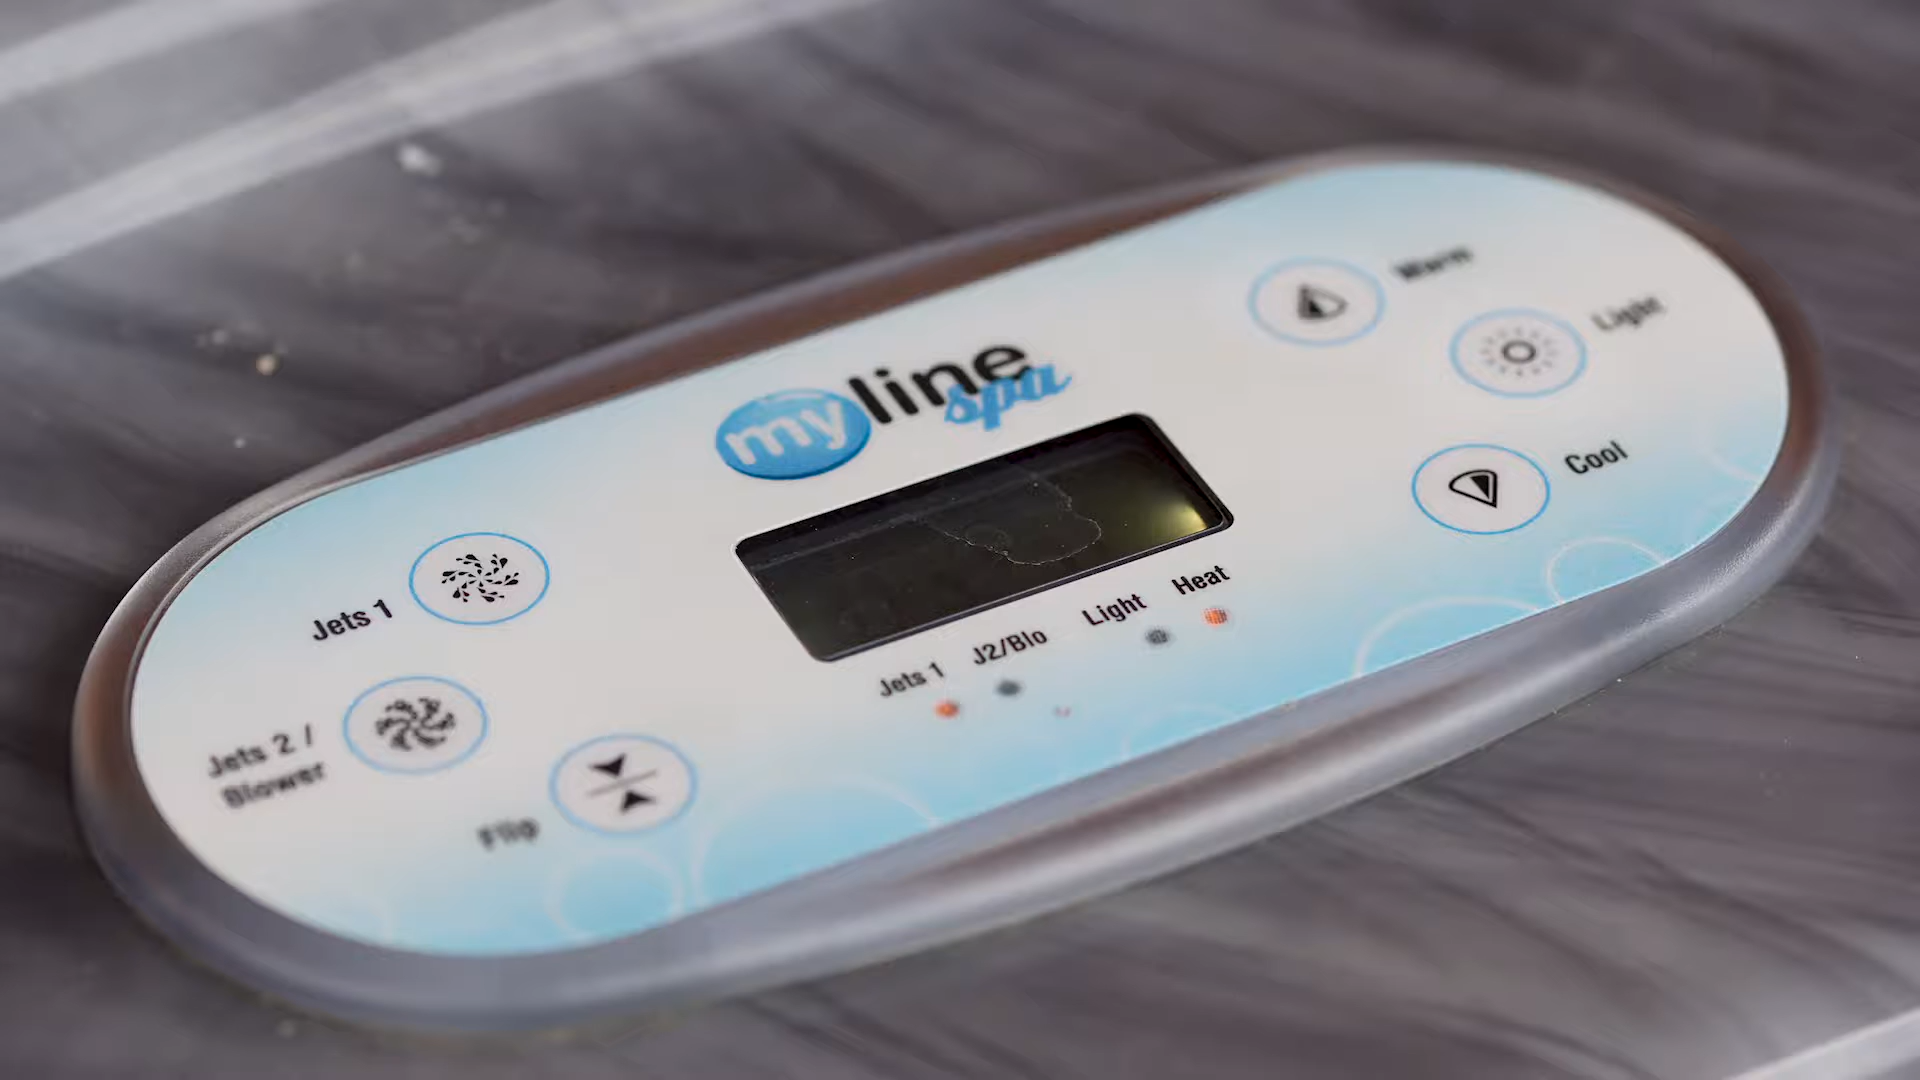 myline
spa
Warm
Light
Cool
Jets 1
Jets 2 /
Blower
Flip
Jets 1
J2/Blo
Light
Heat